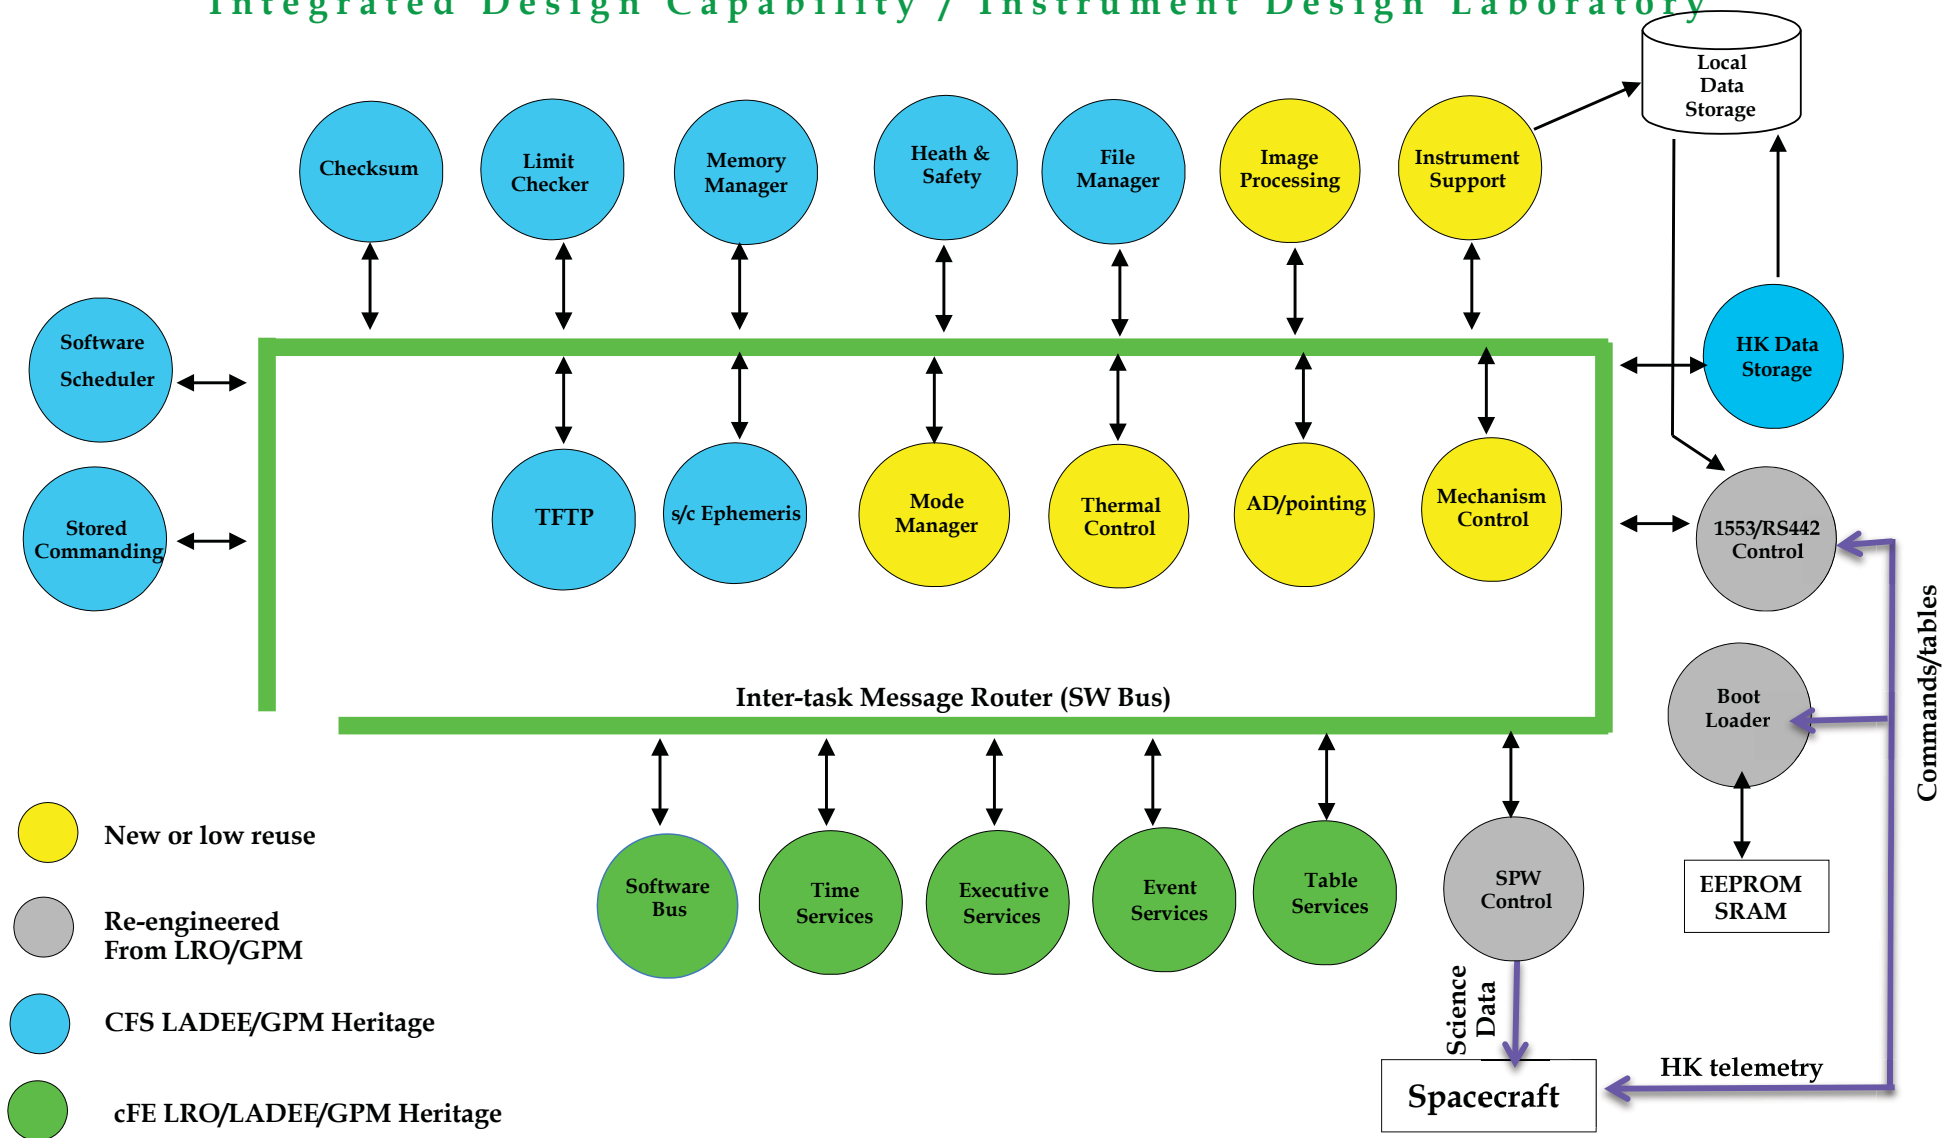 Integrated Design Capability / Instrument Design Laboratory
Local
Data
Storage
Checksum
Limit
Checker
Memory
Manager
Heath &
Safety
File
Manager
Image
Processing
Instrument
Support
Software
Scheduler
HK Data
Storage
Stored
Commanding
TFTP
s/c Ephemeris
Mode
Manager
Thermal
Control
AD/pointing
Mechanism
Control
1553/RS442
Control
Commands/tables
Boot
Loader
Inter-task Message Router (SW Bus)
Software
Bus
Time
Services
Executive
Services
Event
Services
Table
Services
SPW
Control
EEPROM
SRAM
New or low reuse
Re-engineered
From LRO/GPM
CFS LADEE/GPM Heritage
cFE LRO/LADEE/GPM Heritage
Science
Data
HK telemetry
Spacecraft